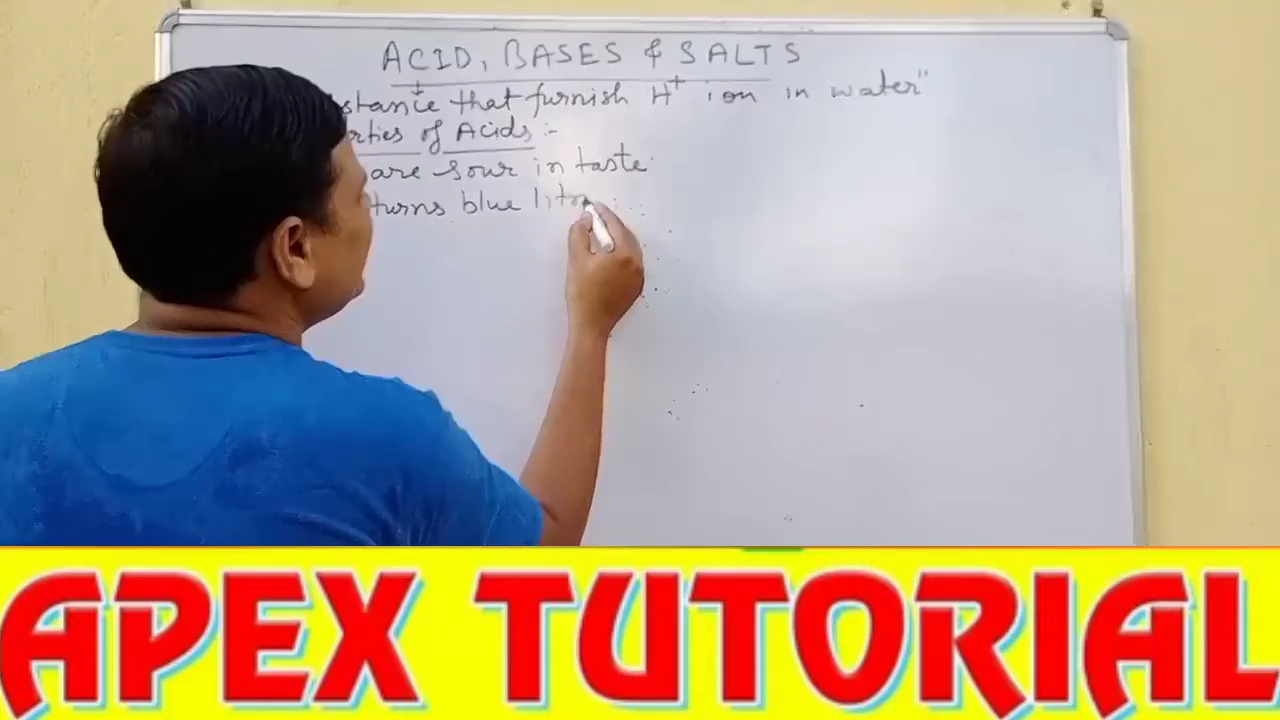 ACID, BASES & SALTS
stance that furnish H+ ion in water"
rties of Acids :-
are sour in taste
turns blue lit
APEX TUTORIAL